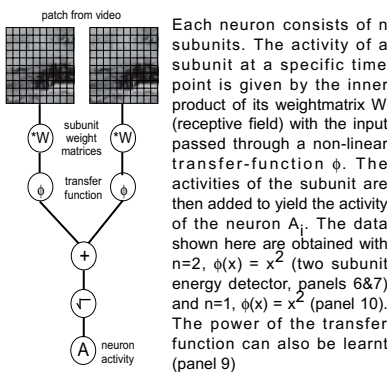 patch from video
*W
subunit
weight
matrices
*W
ϕ
transfer
function
ϕ
+
√
A
neuron
activity
Each neuron consists of n
subunits. The activity of a
subunit at a specific time
point is given by the inner
product of its weightmatrix W
(receptive field) with the input
passed through a non-linear
transfer-function ϕ. The
activities of the subunit are
then added to yield the activity
of the neuron Aᵢ. The data
shown here are obtained with
n=2, ϕ(x) = x² (two subunit
energy detector, panels 6&7)
and n=1, ϕ(x) = x² (panel 10).
The power of the transfer
function can also be learnt
(panel 9)